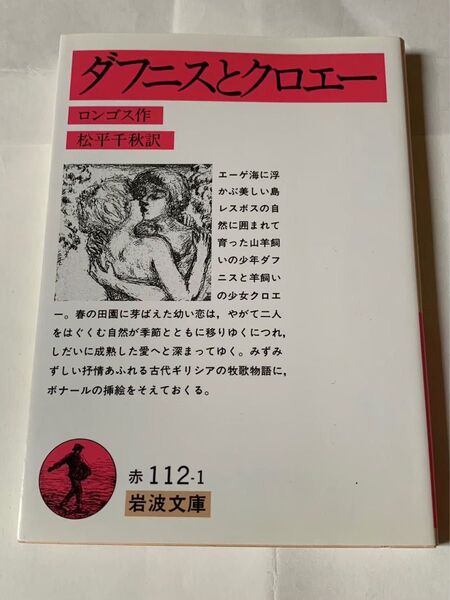 ダフニスとクロエー
ロンゴス作
松平千秋訳
エーゲ海に浮
かぶ美しい島
レスボスの自
然に囲まれて
育った山羊飼
いの少年ダフ
ニスと羊飼い
の少女クロエ
ー。春の田園に芽ばえた幼い恋は，やがて二人
をはぐくむ自然が季節とともに移りゆくにつれ，
しだいに成熟した愛へと深まってゆく。みずみ
ずしい抒情あふれる古代ギリシアの牧歌物語に，
ボナールの挿絵をそえておくる。
赤 112-1
岩波文庫